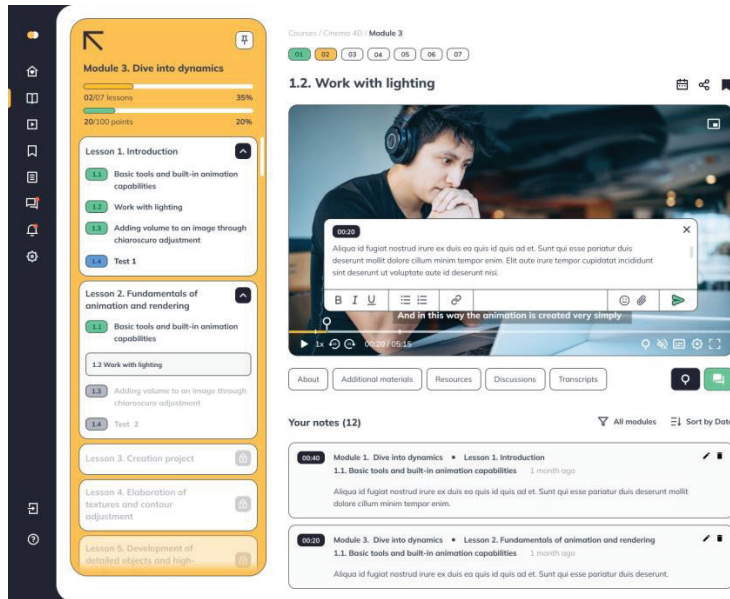 Module 3. Dive into dynamics
02/07 lessons 35%
20/100 points 20%
Lesson 1. Introduction
1.1 Basic tools and built-in animation
capabilities
1.2 Work with lighting
1.3 Adding volume to an image through
chiaroscuro adjustment
1.4 Test 1
Lesson 2. Fundamentals of
animation and rendering
1.1 Basic tools and built-in animation
capabilities
1.2 Work with lighting
1.3 Adding volume to an image through
chiaroscuro adjustment
1.4 Test 2
Lesson 3. Creation project
Lesson 4. Elaboration of
textures and contour
adjustment
Lesson 5. Development of
detailed objects and high-
Courses / Cinema 4D / Module 3
01 02 03 04 05 06 07
1.2. Work with lighting
00:20
Aliqua id fugiat nostrud irure ex duis ea quis id quis ad et. Sunt qui esse pariatur duis
deserunt mollit dolore cillum minim tempor enim. Elit aute irure tempor cupidatat incididunt
sint deserunt ut voluptate aute id deserunt nisi.
B I U
And in this way the animation is created very simply
1x 00:20 / 05:15
About Additional materials Resources Discussions Transcripts
Your notes (12) All modules Sort by Date
00:40 Module 1. Dive into dynamics • Lesson 1. Introduction
1.1. Basic tools and built-in animation capabilities 1 month ago
Aliqua id fugiat nostrud irure ex duis ea quis id quis ad et. Sunt qui esse pariatur duis deserunt mollit
dolore cillum minim tempor enim.
00:20 Module 3. Dive into dynamics • Lesson 2. Fundamentals of animation and rendering
1.1. Basic tools and built-in animation capabilities 1 month ago
Aliqua id fugiat nostrud irure ex duis ea quis id quis ad et. Sunt qui esse pariatur duis deserunt.